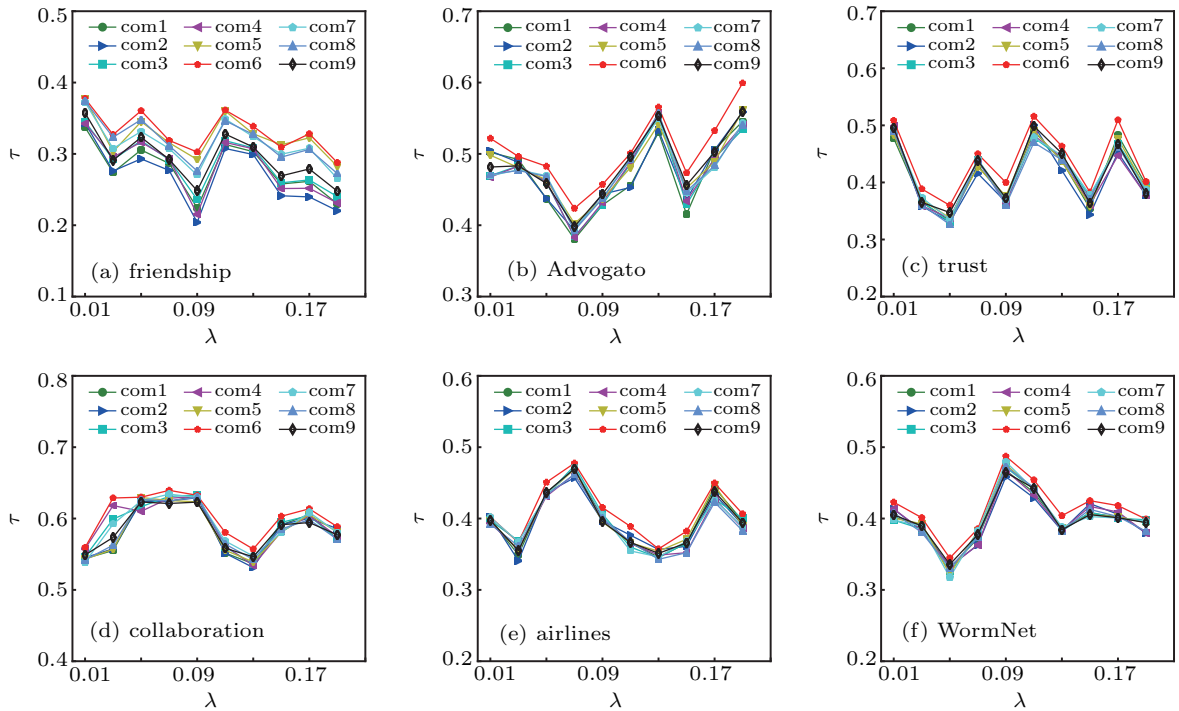 0.5
com1 com4 com7
com2 com5 com8
com3 com6 com9
0.4
0.3
τ
0.2
(a) friendship
0.1
0.01 0.09 0.17
λ
0.7
com1 com4 com7
com2 com5 com8
com3 com6 com9
0.6
0.5
τ
0.4
(b) Advogato
0.3
0.01 0.09 0.17
λ
0.7
com1 com4 com7
com2 com5 com8
com3 com6 com9
0.6
0.5
τ
0.4
0.3
(c) trust
0.2
0.01 0.09 0.17
λ
0.8
com1 com4 com7
com2 com5 com8
com3 com6 com9
0.7
0.6
τ
0.5
(d) collaboration
0.4
0.01 0.09 0.17
λ
0.6
com1 com4 com7
com2 com5 com8
com3 com6 com9
0.5
0.4
τ
0.3
(e) airlines
0.2
0.01 0.09 0.17
λ
0.6
com1 com4 com7
com2 com5 com8
com3 com6 com9
0.5
0.4
τ
0.3
(f) WormNet
0.2
0.01 0.09 0.17
λ